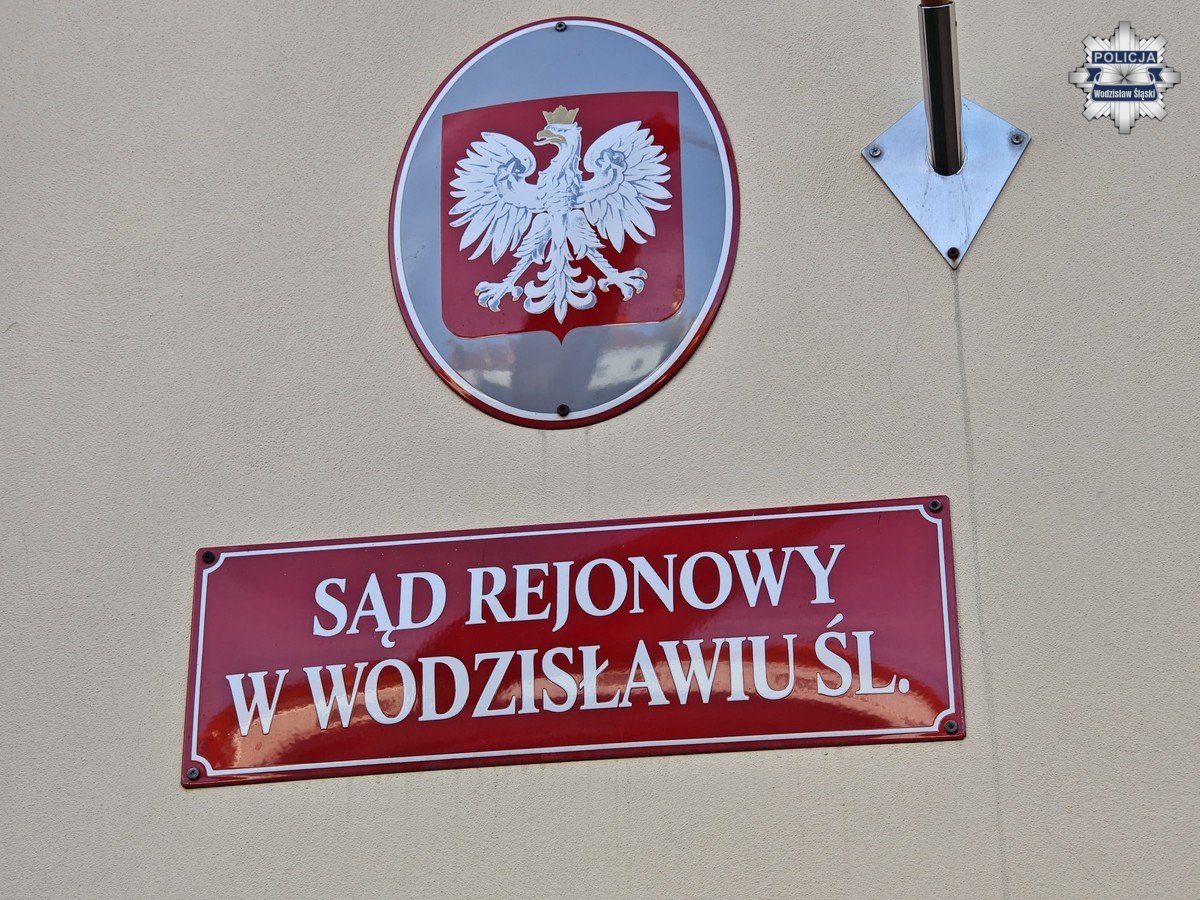 POLICJA
Wodzisław Śląski
SĄD REJONOWY
W WODZISŁAWIU ŚL.